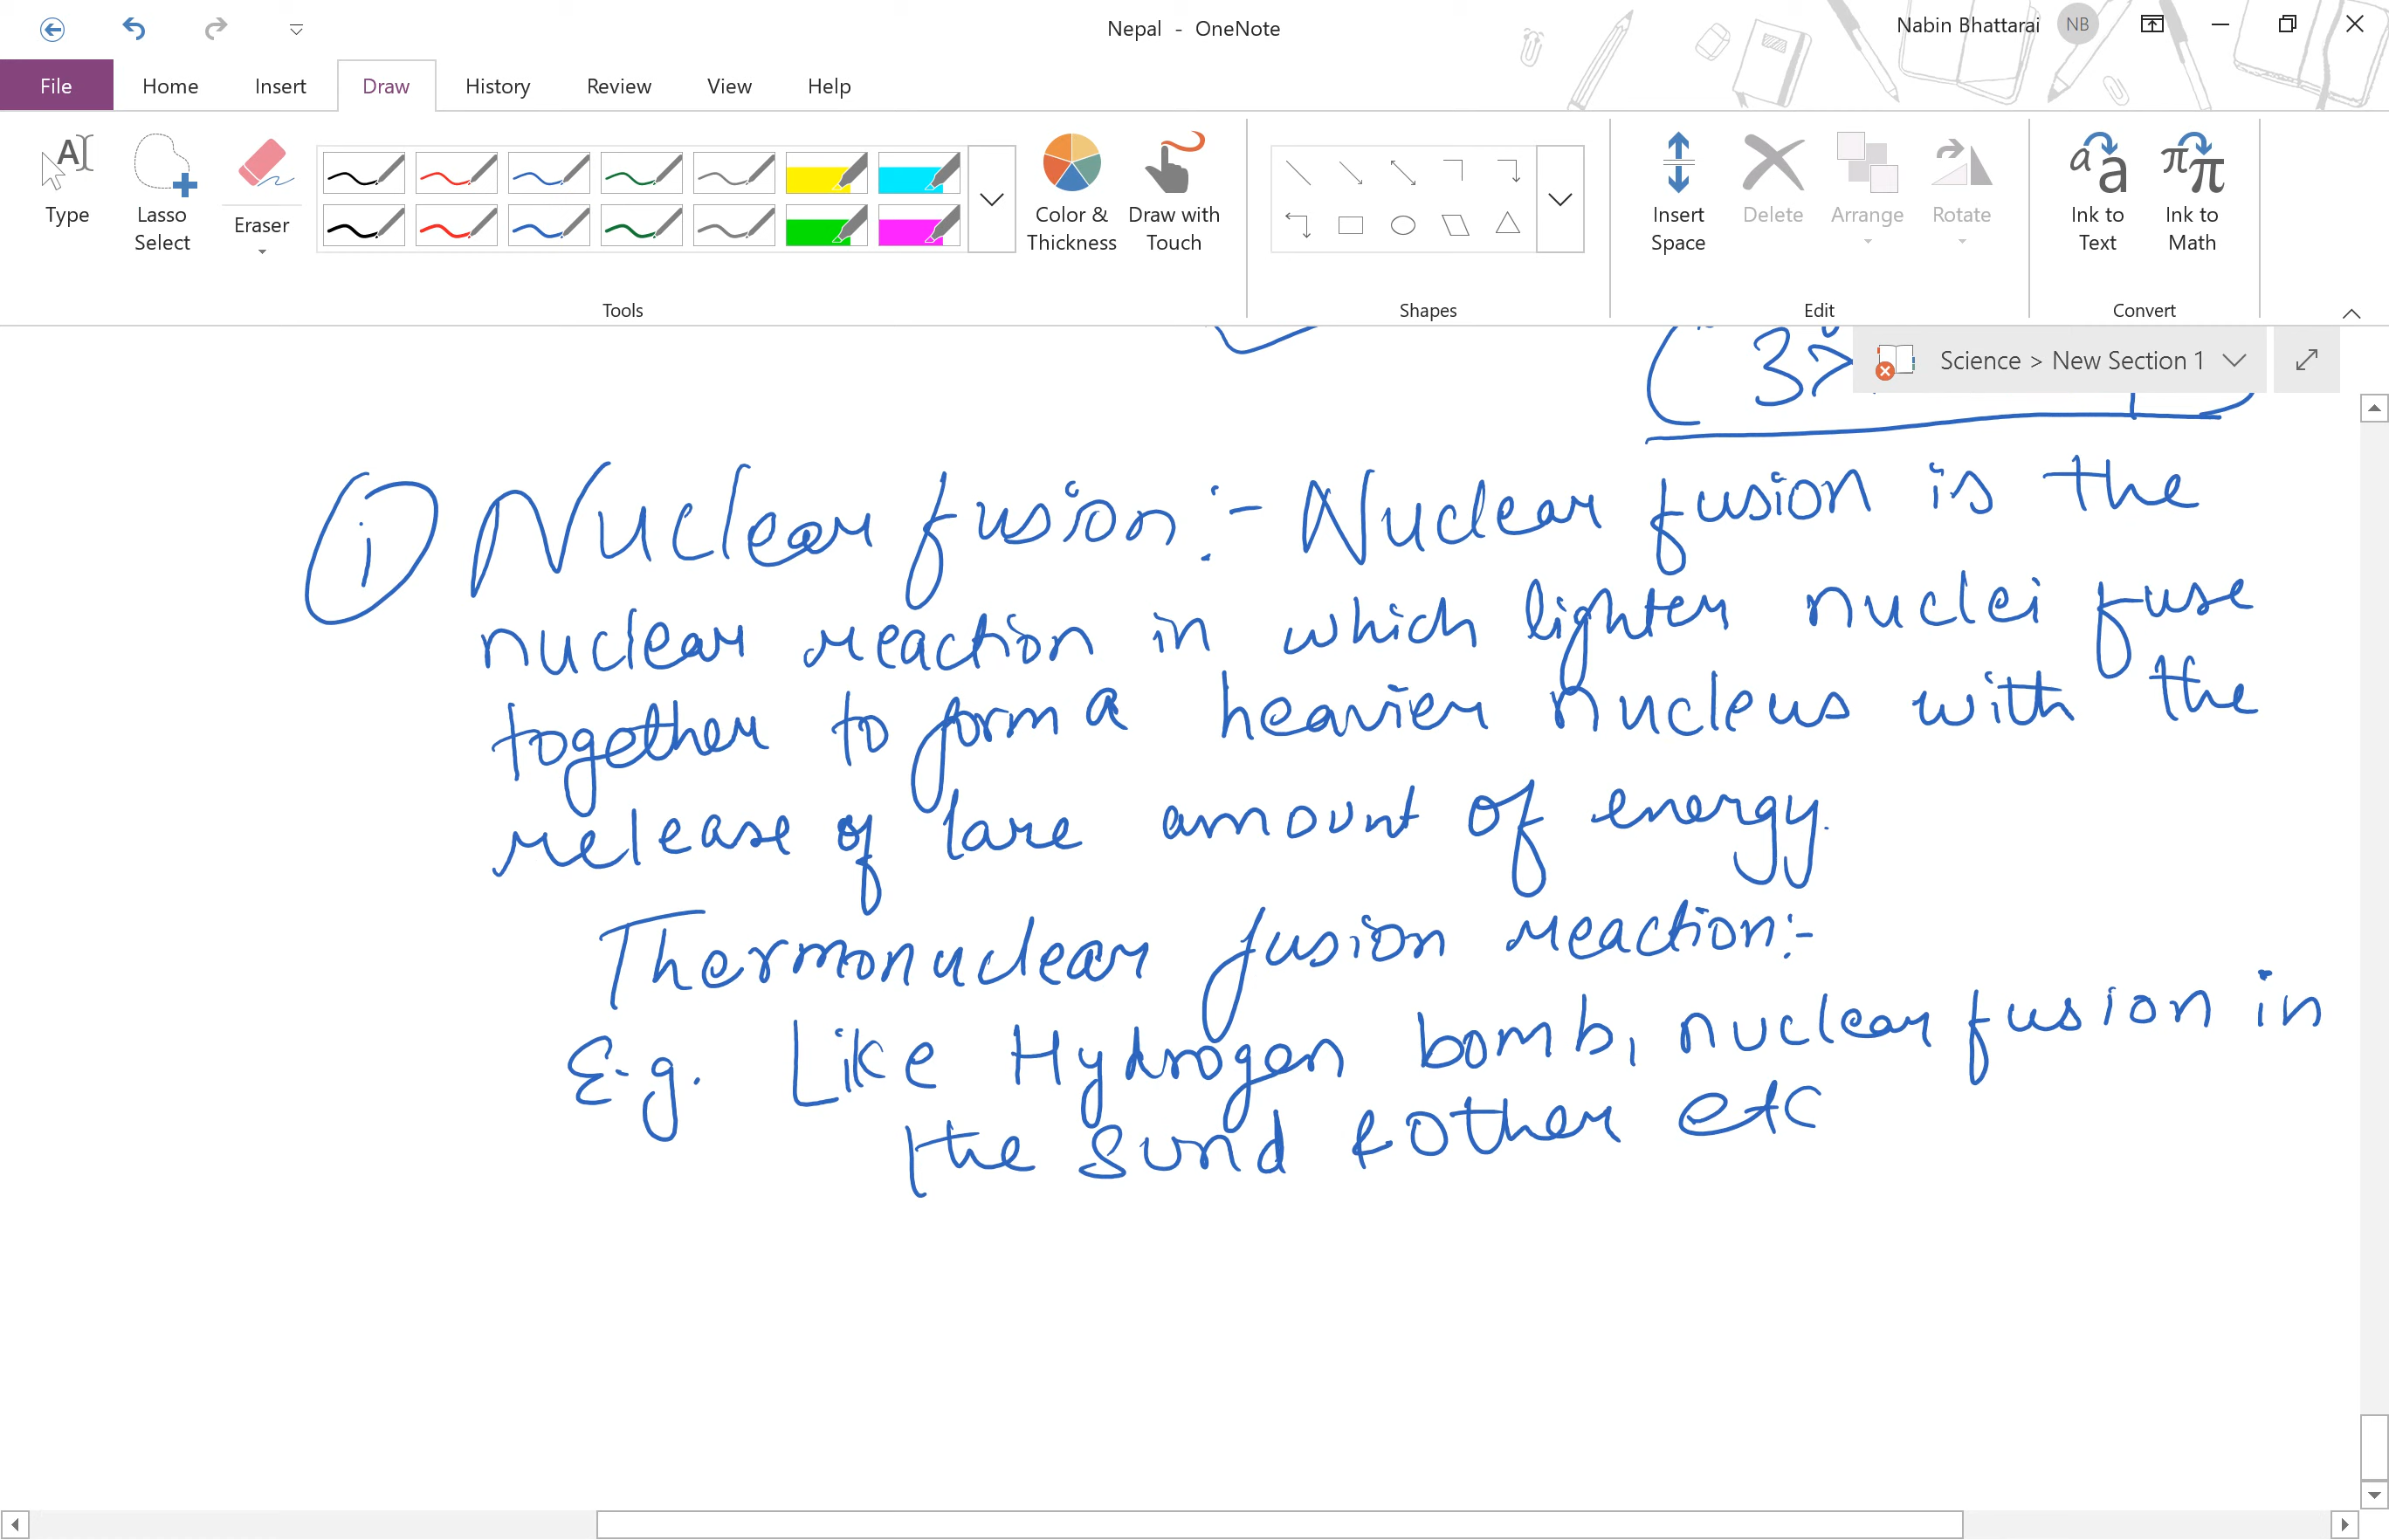 Nepal - OneNote
Nabin Bhattarai NB
File Home Insert Draw History Review View Help
Type
Lasso Select
Eraser
Color & Thickness
Draw with Touch
Insert Space
Delete
Arrange
Rotate
Ink to Text
Ink to Math
Tools Shapes Edit Convert
Science > New Section 1
i) Nuclear fusion:- Nuclear fusion is the
nuclear reaction in which lighter nuclei fuse
together to form a heavier nucleus with the
release of lare amount of energy.
Thermonuclear fusion reaction:-
E.g. Like Hydrogen bomb, nuclear fusion in
the sund & other etc